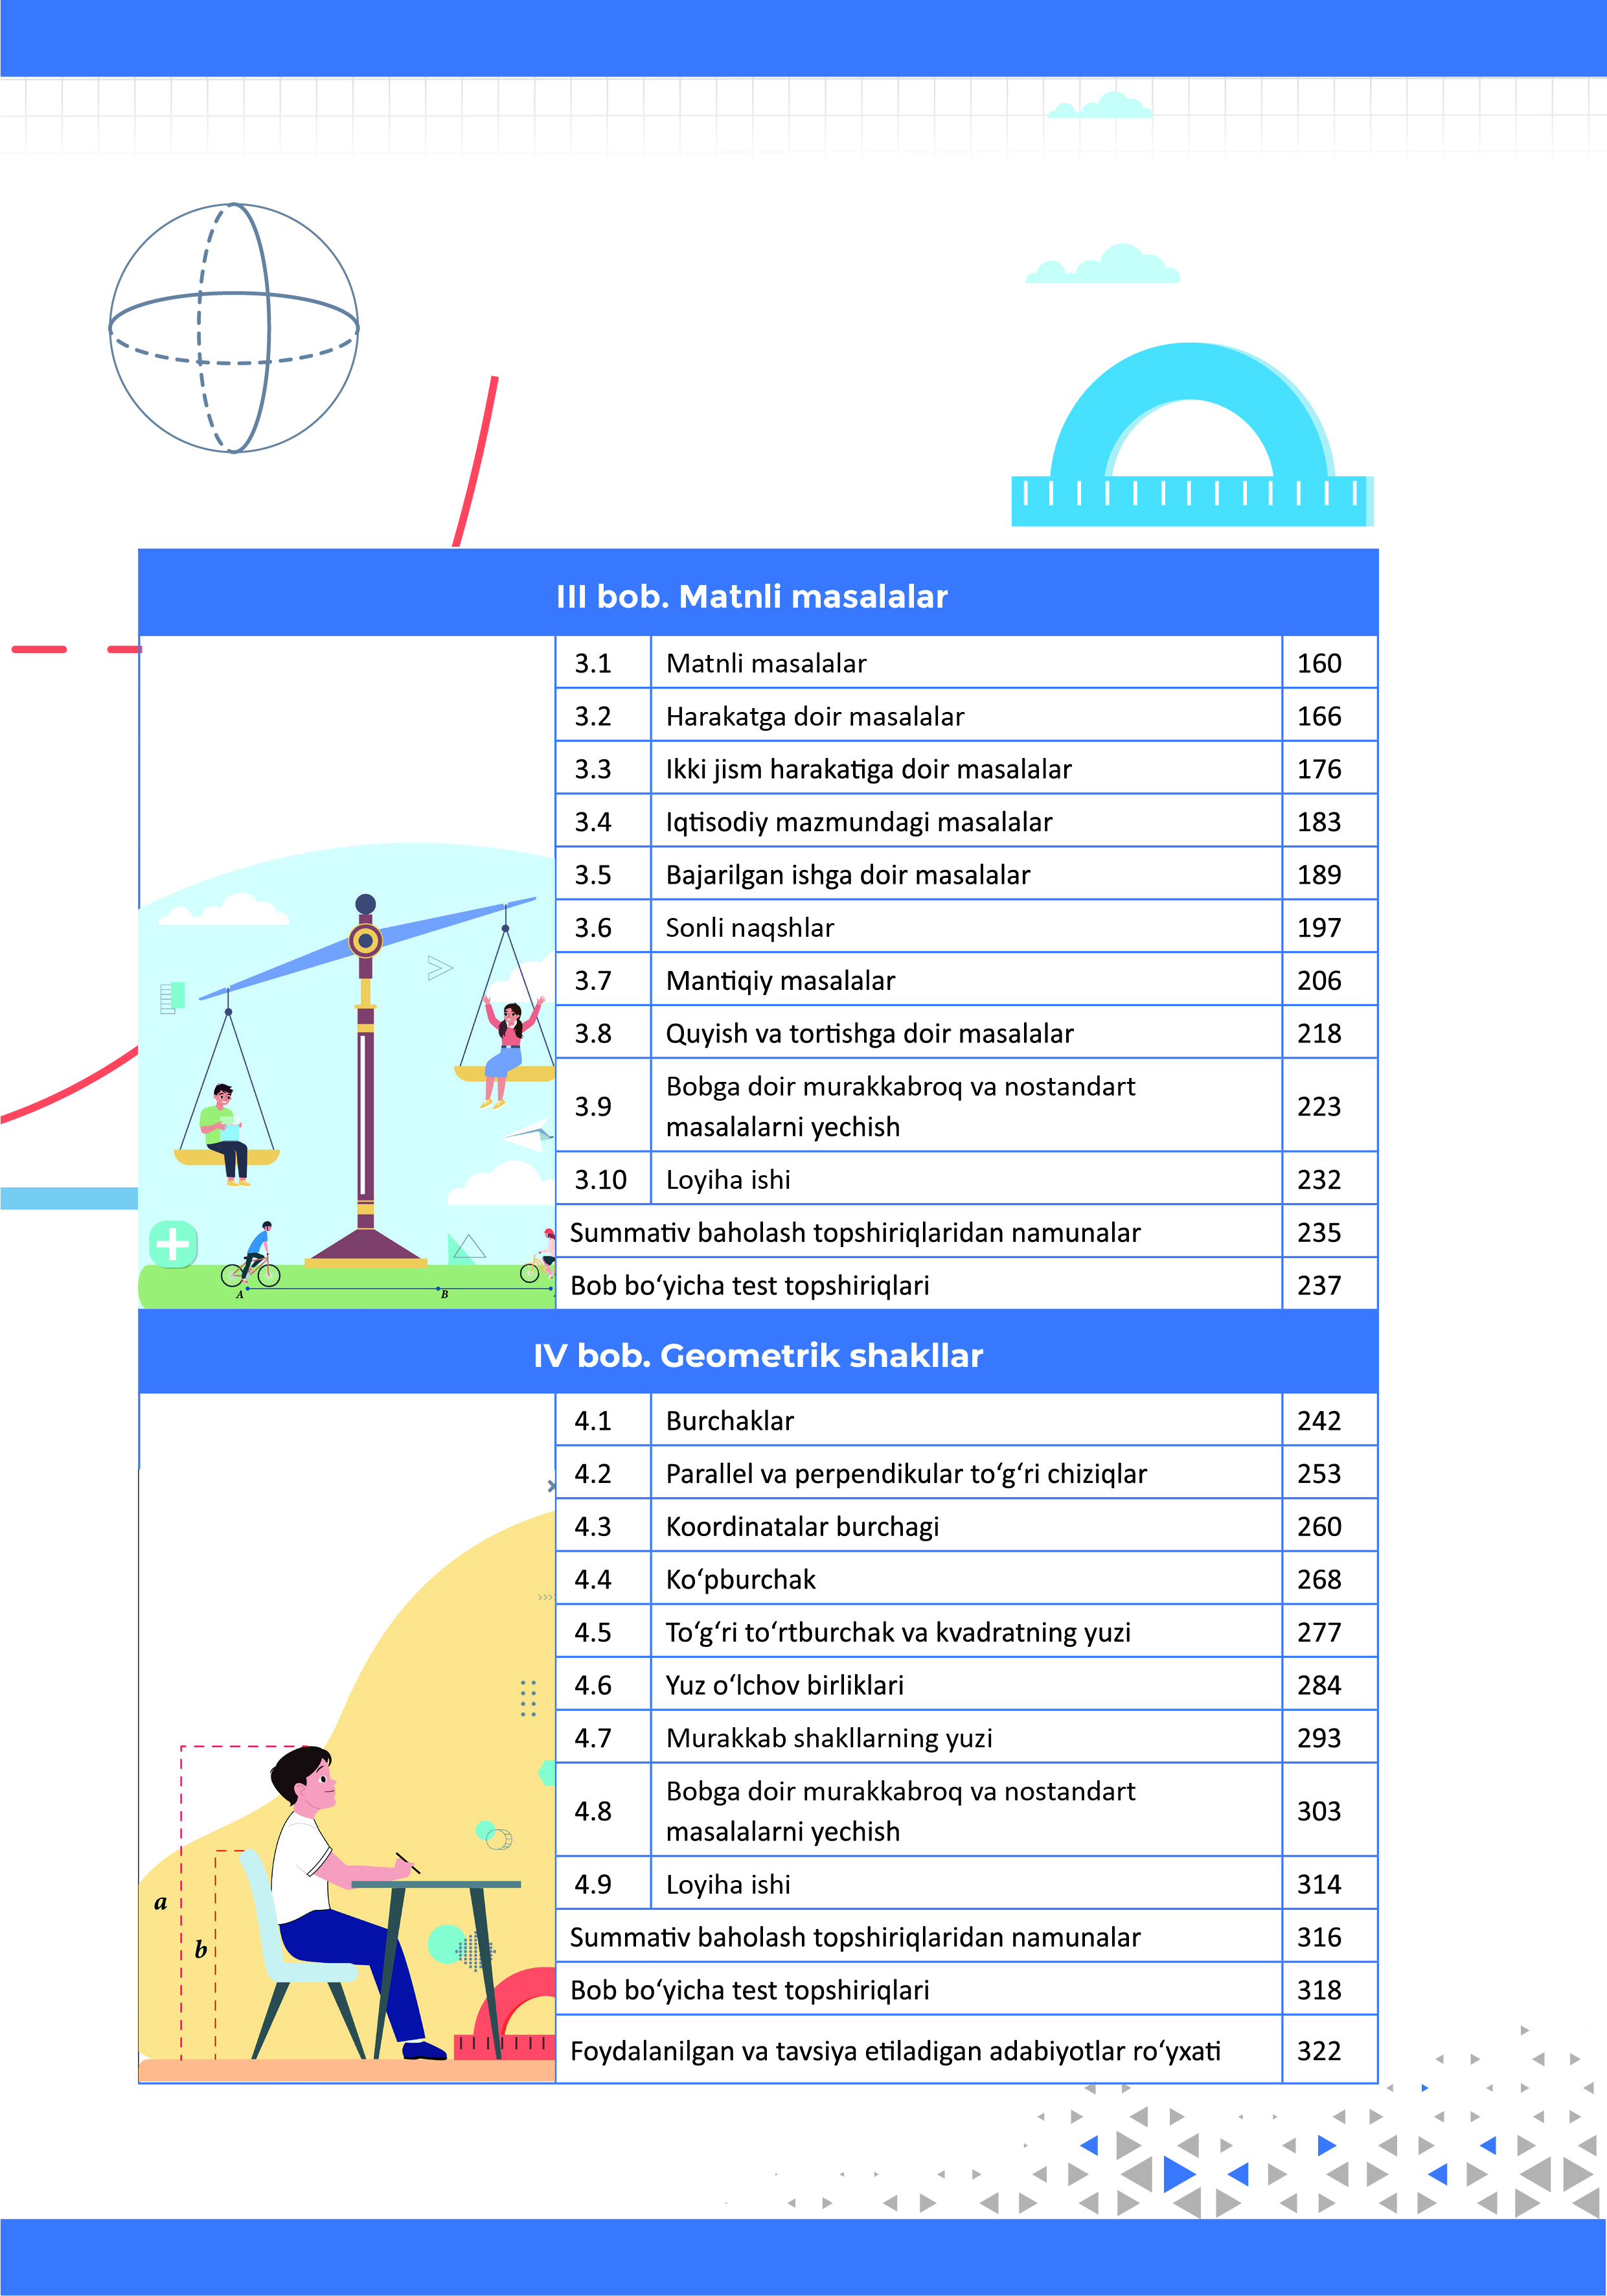 III bob. Matnli masalalar
3.1 Matnli masalalar 160
3.2 Harakatga doir masalalar 166
3.3 Ikki jism harakatiga doir masalalar 176
3.4 Iqtisodiy mazmundagi masalalar 183
3.5 Bajarilgan ishga doir masalalar 189
3.6 Sonli naqshlar 197
3.7 Mantiqiy masalalar 206
3.8 Quyish va tortishga doir masalalar 218
3.9 Bobga doir murakkabroq va nostandart
masalalarni yechish 223
3.10 Loyiha ishi 232
Summativ baholash topshiriqlaridan namunalar 235
Bob bo‘yicha test topshiriqlari 237
A B
IV bob. Geometrik shakllar
4.1 Burchaklar 242
4.2 Parallel va perpendikular to‘g‘ri chiziqlar 253
4.3 Koordinatalar burchagi 260
4.4 Ko‘pburchak 268
4.5 To‘g‘ri to‘rtburchak va kvadratning yuzi 277
4.6 Yuz o‘lchov birliklari 284
4.7 Murakkab shakllarning yuzi 293
4.8 Bobga doir murakkabroq va nostandart
masalalarni yechish 303
4.9 Loyiha ishi 314
Summativ baholash topshiriqlaridan namunalar 316
Bob bo‘yicha test topshiriqlari 318
Foydalanilgan va tavsiya etiladigan adabiyotlar ro‘yxati 322
a
b